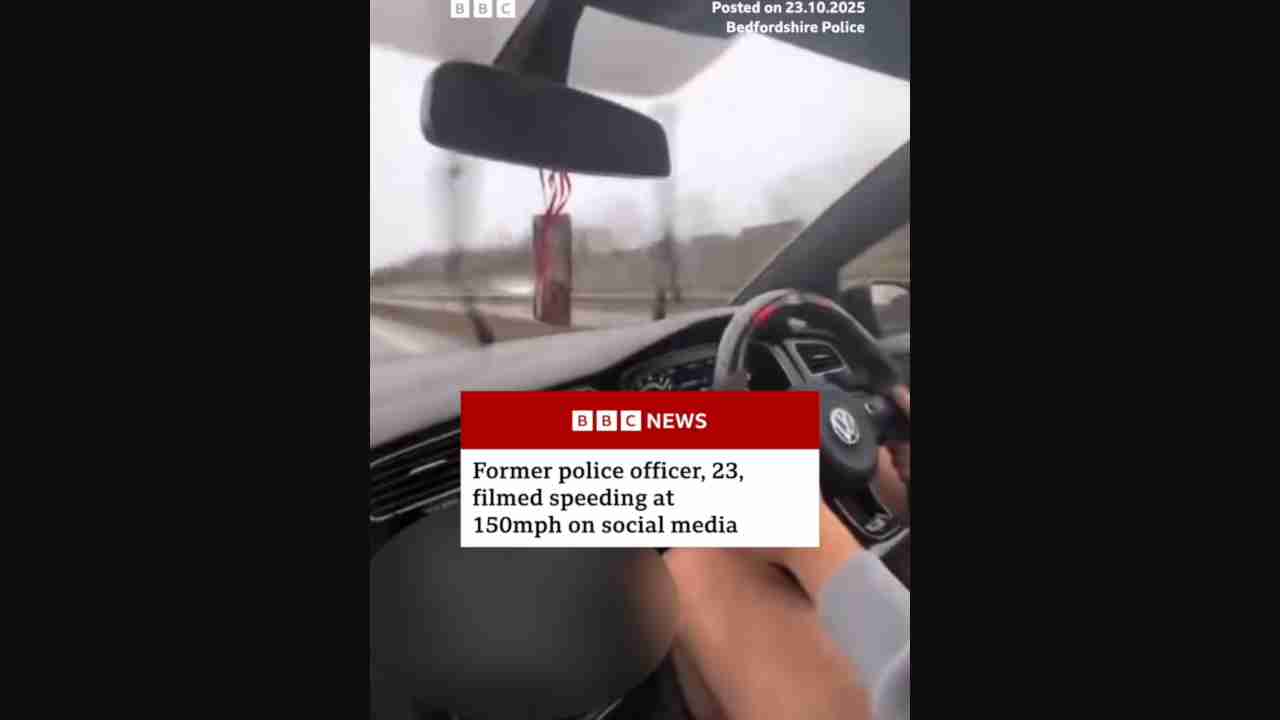 BBC
Posted on 23.10.2025
Bedfordshire Police
BBC NEWS
Former police officer, 23,
filmed speeding at
150mph on social media